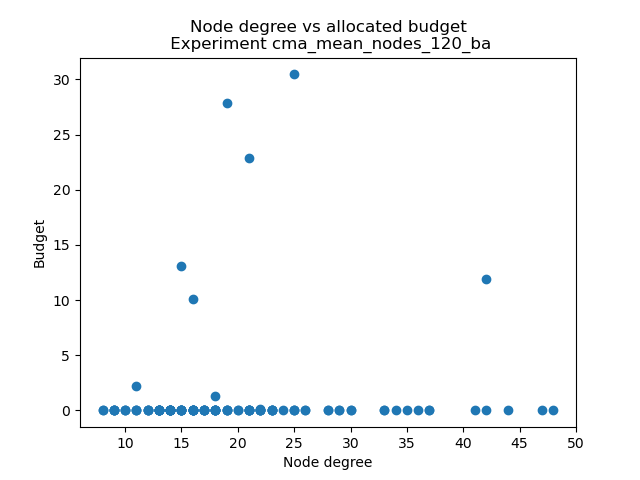 Node degree vs allocated budget
Experiment cma_mean_nodes_120_ba
30
25
20
15
10
5
0
Budget
10 15 20 25 30 35 40 45 50
Node degree